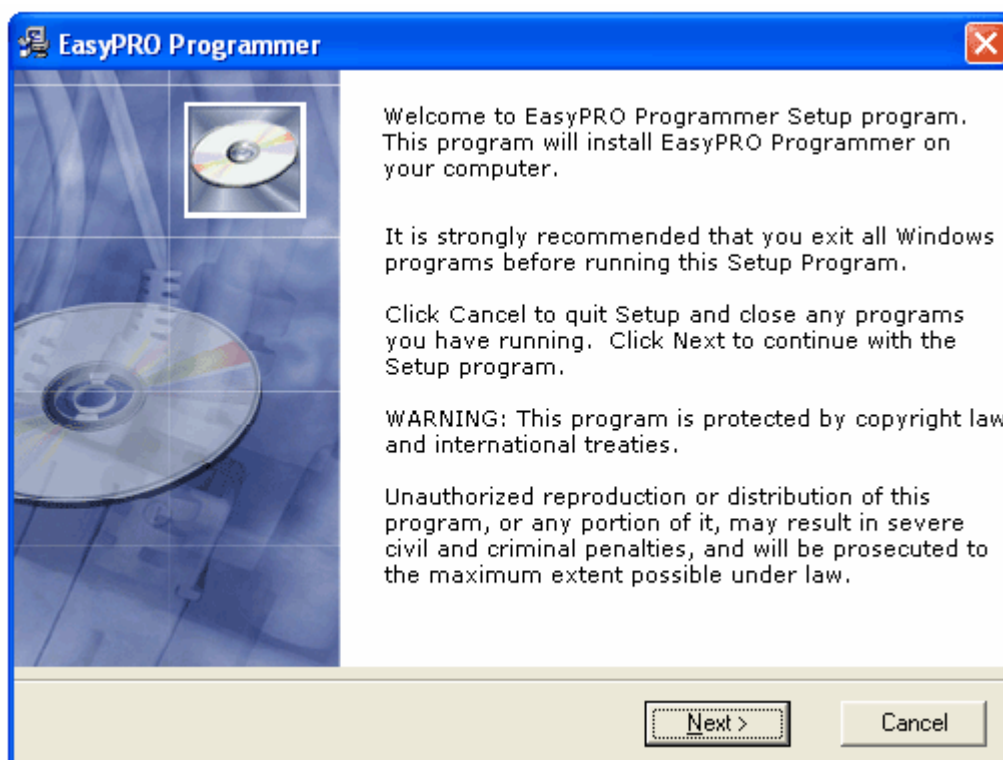 EasyPRO Programmer
Welcome to EasyPRO Programmer Setup program.
This program will install EasyPRO Programmer on
your computer.
It is strongly recommended that you exit all Windows
programs before running this Setup Program.
Click Cancel to quit Setup and close any programs
you have running.  Click Next to continue with the
Setup program.
WARNING: This program is protected by copyright law
and international treaties.
Unauthorized reproduction or distribution of this
program, or any portion of it, may result in severe
civil and criminal penalties, and will be prosecuted to
the maximum extent possible under law.
Next >
Cancel